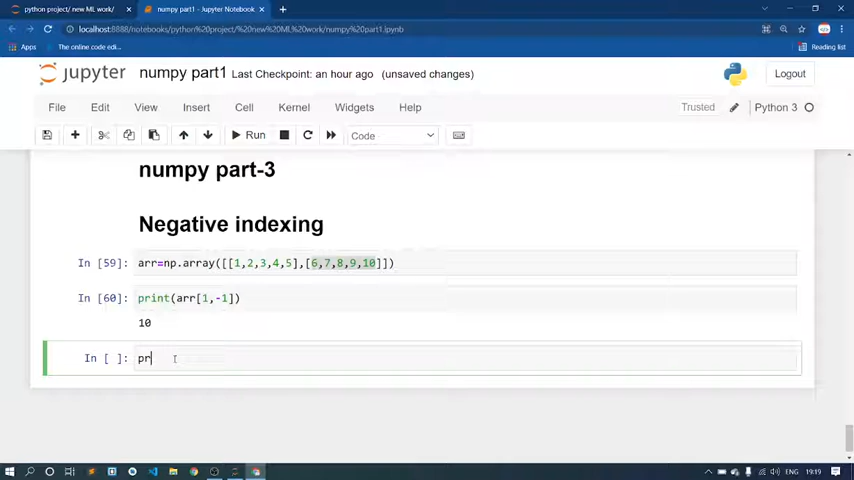 python project/ new ML work/
numpy part1 - Jupyter Notebook
localhost:8888/notebooks/python%20project/%20new%20ML%20work/numpy%20part1.ipynb
Apps
The online code edi...
Reading list
jupyter numpy part1 Last Checkpoint: an hour ago (unsaved changes)
Logout
File Edit View Insert Cell Kernel Widgets Help
Trusted
Python 3
Run
Code
numpy part-3
Negative indexing
In [59]: arr=np.array([[1,2,3,4,5],[6,7,8,9,10]])
In [60]: print(arr[1,-1])
10
In [ ]: pr
19:19